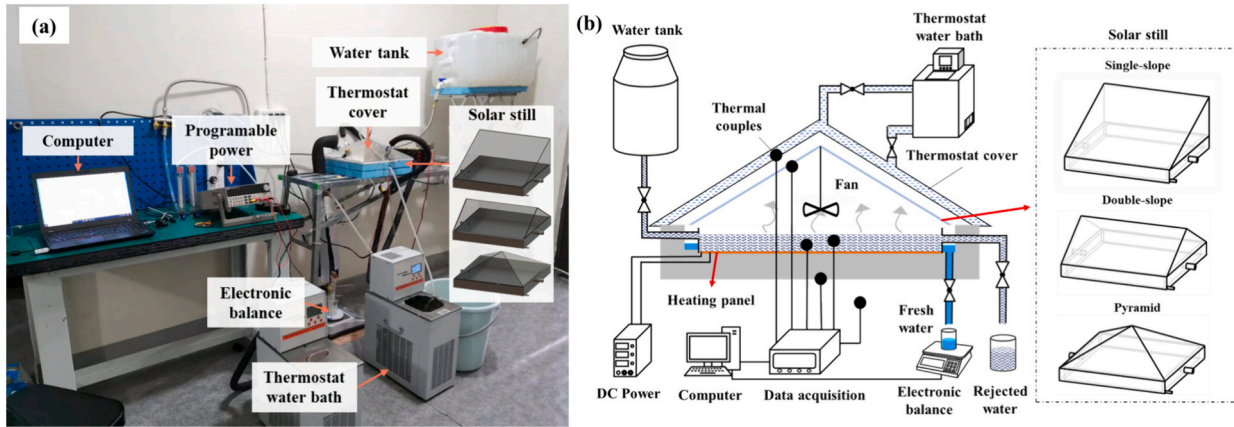 (a)
Water tank
Thermostat
cover
Solar still
Computer
Programable
power
Electronic
balance
Thermostat
water bath
(b)
Water tank
Thermostat
water bath
Solar still
Single-slope
Thermal
couples
Thermostat cover
Fan
Double-slope
Heating panel
Fresh
water
Pyramid
DC Power
Computer
Data acquisition
Electronic
balance
Rejected
water